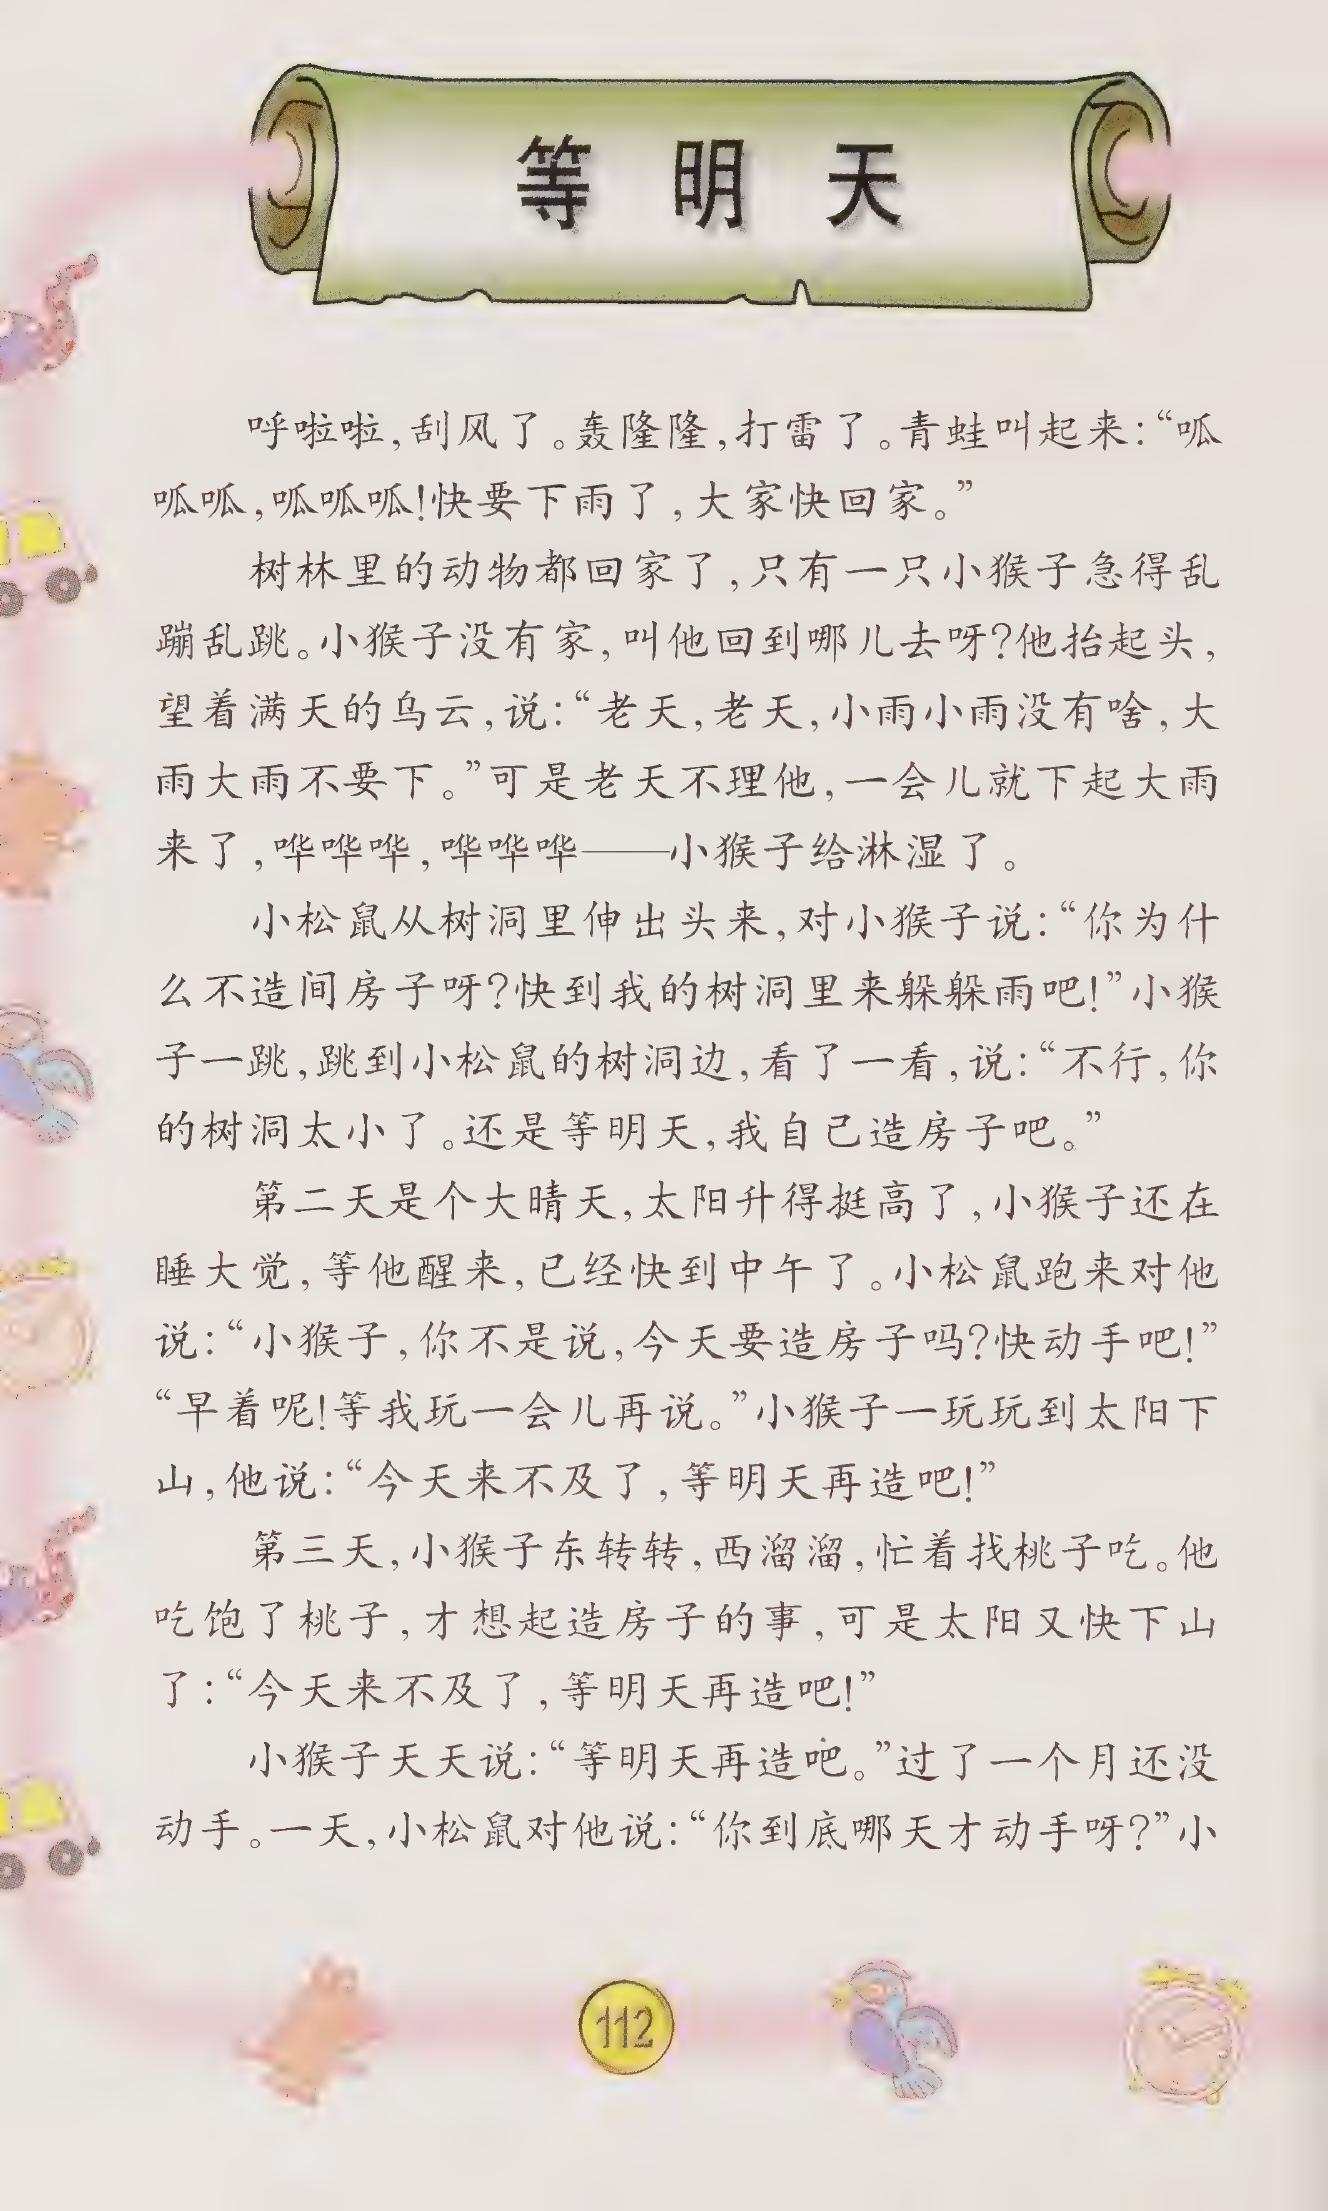 等明天
呼啦啦,刮风了。轰隆隆,打雷了。青蛙叫起来:“呱
呱呱,呱呱呱!快要下雨了,大家快回家。”
树林里的动物都回家了,只有一只小猴子急得乱
蹦乱跳。小猴子没有家,叫他回到哪儿去呀?他抬起头,
望着满天的乌云,说:“老天,老天,小雨小雨没有啥,大
雨大雨不要下。”可是老天不理他,一会儿就下起大雨
来了,哗哗哗,哗哗哗——小猴子给淋湿了。
小松鼠从树洞里伸出头来,对小猴子说:“你为什
么不造间房子呀?快到我的树洞里来躲躲雨吧!”小猴
子一跳,跳到小松鼠的树洞边,看了一看,说:“不行,你
的树洞太小了。还是等明天,我自己造房子吧。”
第二天是个大晴天,太阳升得挺高了,小猴子还在
睡大觉,等他醒来,已经快到中午了。小松鼠跑来对他
说:“小猴子,你不是说,今天要造房子吗?快动手吧!”
“早着呢!等我玩一会儿再说。”小猴子一玩玩到太阳下
山,他说:“今天来不及了,等明天再造吧!”
第三天,小猴子东转转,西溜溜,忙着找桃子吃。他
吃饱了桃子,才想起造房子的事,可是太阳又快下山
了:“今天来不及了,等明天再造吧!”
小猴子天天说:“等明天再造吧。”过了一个月还没
动手。一天,小松鼠对他说:“你到底哪天才动手呀?”小
112